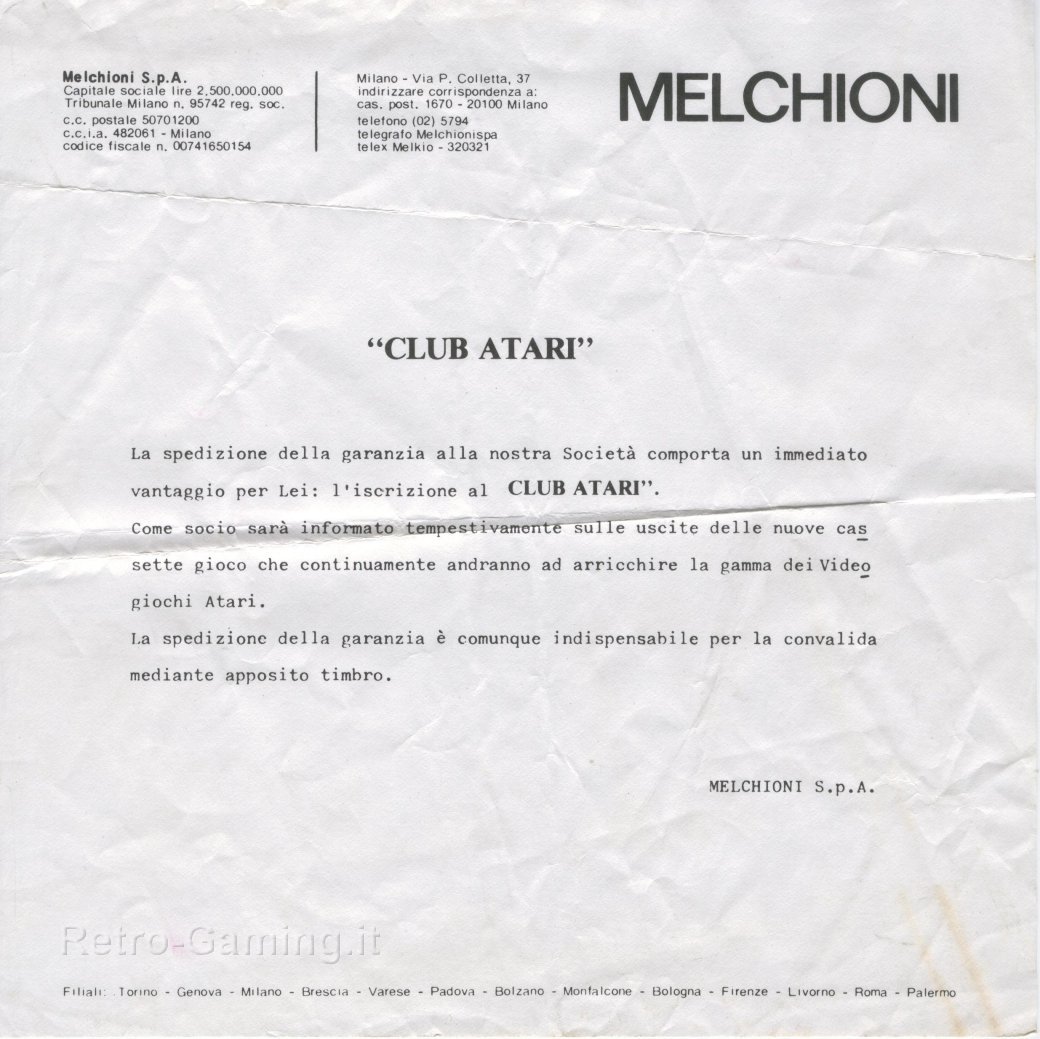 Melchioni S.p.A.
Capitale sociale lire 2,500,000,000
Tribunale Milano n. 95742 reg. soc.
c.c. postale 50701200
c.c.i.a. 482061 - Milano
codice fiscale n. 00741650154
Milano - Via P. Colletta, 37
indirizzare corrispondenza a:
cas. post. 1670 - 20100 Milano
telefono (02) 5794
telegrafo Melchionispa
telex Melkio - 320321
MELCHIONI
“CLUB ATARI”
La spedizione della garanzia alla nostra Società comporta un immediato
vantaggio per Lei: l'iscrizione al CLUB ATARI”.
Come socio sarà informato tempestivamente sulle uscite delle nuove cas
sette gioco che continuamente andranno ad arricchire la gamma dei Video
giochi Atari.
La spedizione della garanzia è comunque indispensabile per la convalida
mediante apposito timbro.
MELCHIONI S.p.A.
Retro-Gaming.it
Filiali: Torino - Genova - Milano - Brescia - Varese - Padova - Bolzano - Monfalcone - Bologna - Firenze - Livorno - Roma - Palermo